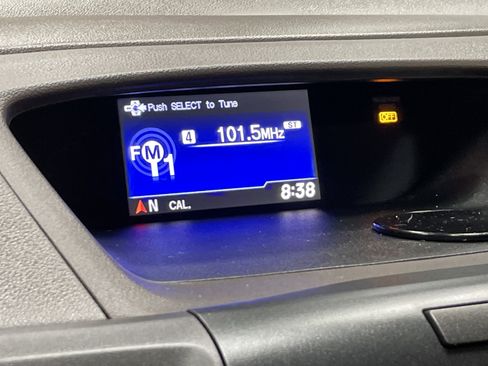 Push SELECT to Tune
FM1
4 101.5MHz ST
8:38
N CAL.
OFF